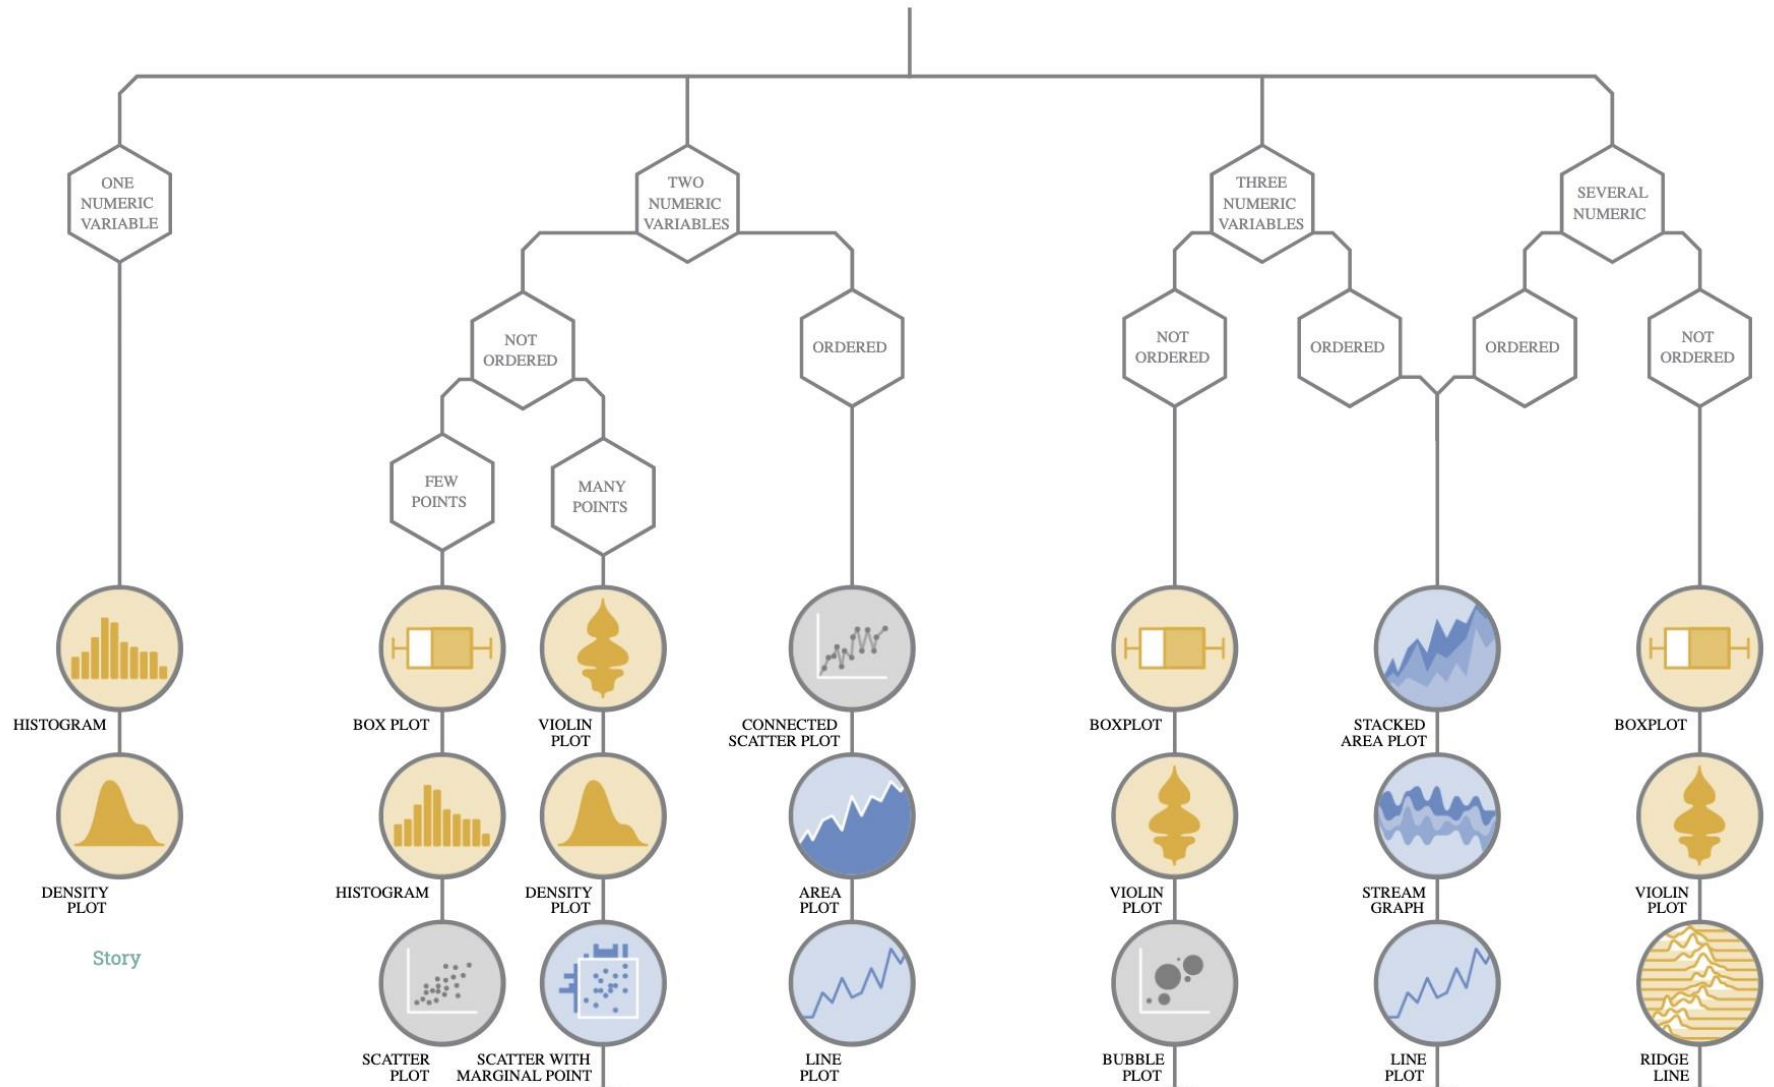 ONE
NUMERIC
VARIABLE
TWO
NUMERIC
VARIABLES
THREE
NUMERIC
VARIABLES
SEVERAL
NUMERIC
NOT
ORDERED
ORDERED
NOT
ORDERED
ORDERED
ORDERED
NOT
ORDERED
FEW
POINTS
MANY
POINTS
HISTOGRAM
BOX PLOT
VIOLIN
PLOT
CONNECTED
SCATTER PLOT
BOXPLOT
STACKED
AREA PLOT
BOXPLOT
DENSITY
PLOT
HISTOGRAM
DENSITY
PLOT
AREA
PLOT
VIOLIN
PLOT
STREAM
GRAPH
VIOLIN
PLOT
Story
SCATTER
PLOT
SCATTER WITH
MARGINAL POINT
LINE
PLOT
BUBBLE
PLOT
LINE
PLOT
RIDGE
LINE